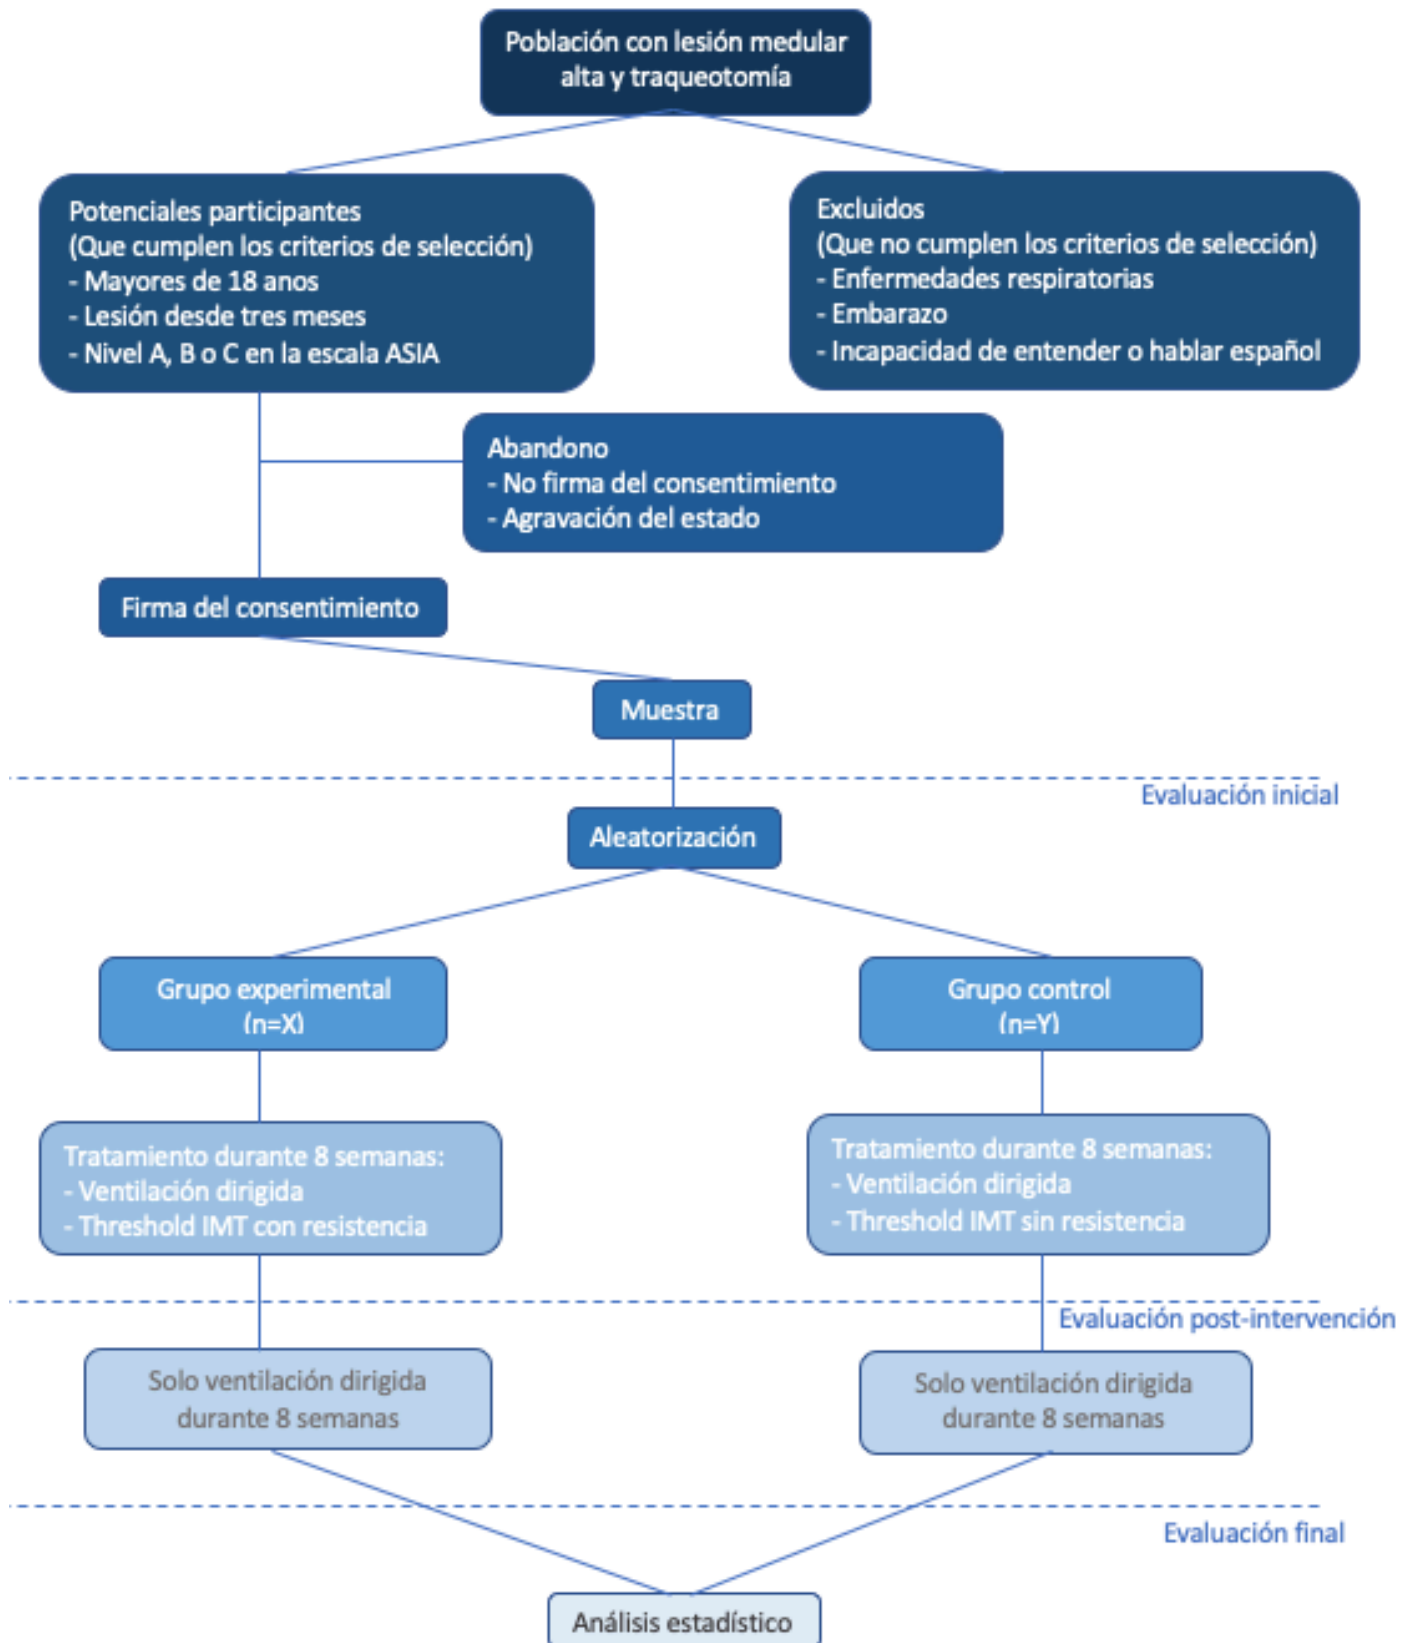 Población con lesión medular
alta y traqueotomía
Potenciales participantes
(Que cumplen los criterios de selección)
- Mayores de 18 anos
- Lesión desde tres meses
- Nivel A, B o C en la escala ASIA
Excluidos
(Que no cumplen los criterios de selección)
- Enfermedades respiratorias
- Embarazo
- Incapacidad de entender o hablar español
Abandono
- No firma del consentimiento
- Agravación del estado
Firma del consentimiento
Muestra
Evaluación inicial
Aleatorización
Grupo experimental
(n=X)
Grupo control
(n=Y)
Tratamiento durante 8 semanas:
- Ventilación dirigida
- Threshold IMT con resistencia
Tratamiento durante 8 semanas:
- Ventilación dirigida
- Threshold IMT sin resistencia
Evaluación post-intervención
Solo ventilación dirigida
durante 8 semanas
Solo ventilación dirigida
durante 8 semanas
Evaluación final
Análisis estadístico